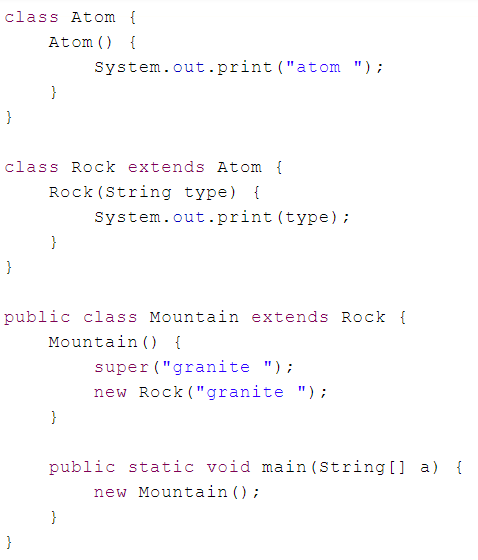 class Atom {
    Atom() {
        System.out.print("atom ");
    }
}

class Rock extends Atom {
    Rock(String type) {
        System.out.print(type);
    }
}

public class Mountain extends Rock {
    Mountain() {
        super("granite ");
        new Rock("granite ");
    }

    public static void main(String[] a) {
        new Mountain();
    }
}